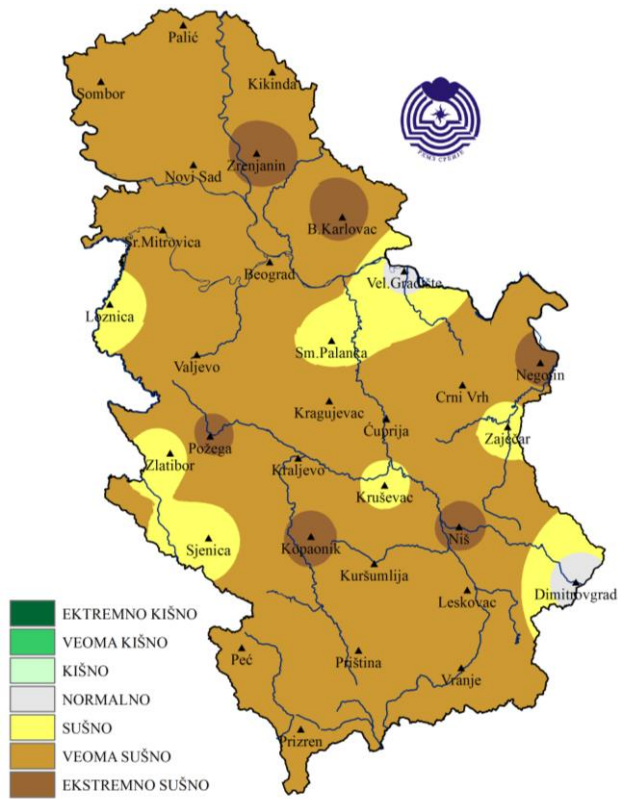 Palić
Kikinda
Sombor
Zrenjanin
Novi Sad
B.Karlovac
Sr.Mitrovica
Beograd
Vel.Gradište
Loznica
Sm.Palanka
Valjevo
Negotin
Crni Vrh
Kragujevac
Ćuprija
Zaječar
Požega
Zlatibor
Kraljevo
Kruševac
Niš
Sjenica
Kopaonik
Kuršumlija
Leskovac
Dimitrovgrad
Peć
Priština
Vranje
Prizren
EKTREMNO KIŠNO
VEOMA KIŠNO
KIŠNO
NORMALNO
SUŠNO
VEOMA SUŠNO
EKSTREMNO SUŠNO